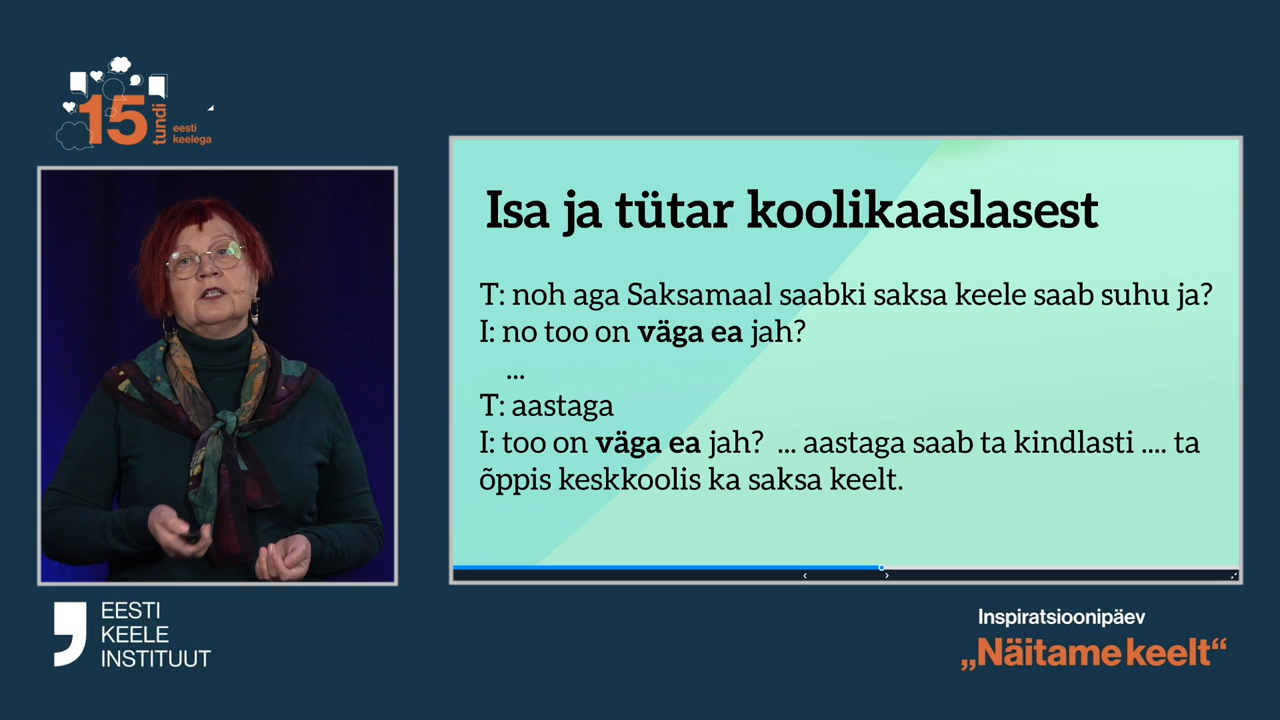 15 tundi
eesti
keelega
Isa ja tütar koolikaaslasest
T: noh aga Saksamaal saabki saksa keele saab suhu ja?
I: no too on väga ea jah?
...
T: aastaga
I: too on väga ea jah? ... aastaga saab ta kindlasti .... ta
õppis keskkoolis ka saksa keelt.
EESTI
KEELE
INSTITUUT
Inspiratsioonipäev
„Näitame keelt“